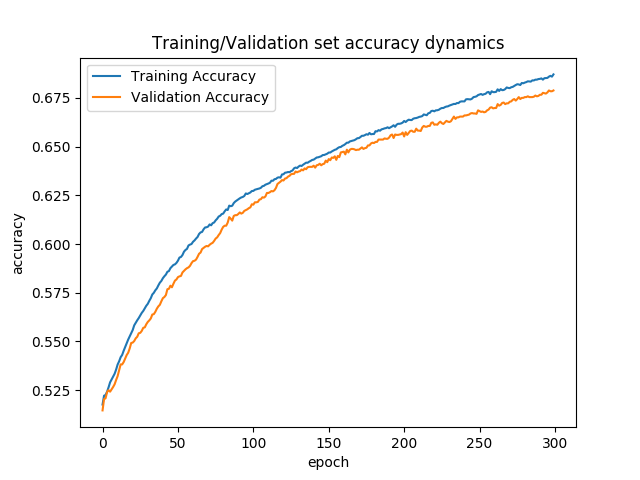 Training/Validation set accuracy dynamics
Training Accuracy
Validation Accuracy
accuracy
0.675
0.650
0.625
0.600
0.575
0.550
0.525
0 50 100 150 200 250 300
epoch